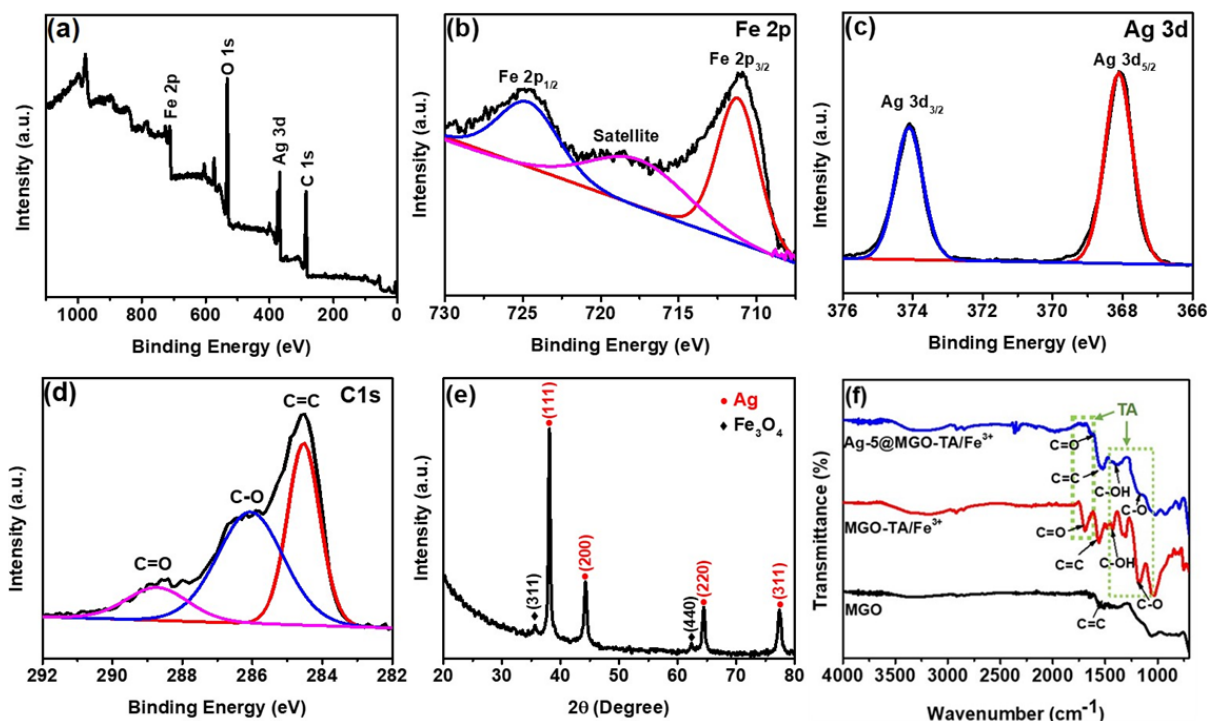 (a)
Fe 2p
O 1s
Ag 3d
C 1s
Intensity (a.u.)
1000 800 600 400 200 0
Binding Energy (eV)
(b)
Fe 2p
Fe 2p1/2
Satellite
Fe 2p3/2
Intensity (a.u.)
730 725 720 715 710
Binding Energy (eV)
(c)
Ag 3d
Ag 3d3/2
Ag 3d5/2
Intensity (a.u.)
376 374 372 370 368 366
Binding Energy (eV)
(d)
C1s
C=C
C-O
C=O
Intensity (a.u.)
292 290 288 286 284 282
Binding Energy (eV)
(e)
Ag
Fe3O4
(311)
(111)
(200)
(440)
(220)
(311)
Intensity (a.u.)
20 30 40 50 60 70 80
2θ (Degree)
(f)
TA
Ag-5@MGO-TA/Fe3+
C=O
C=C
C-OH
C-O
MGO-TA/Fe3+
C=O
C=C
C-OH
C-O
MGO
C=C
Transmittance (%)
4000 3500 3000 2500 2000 1500 1000
Wavenumber (cm-1)